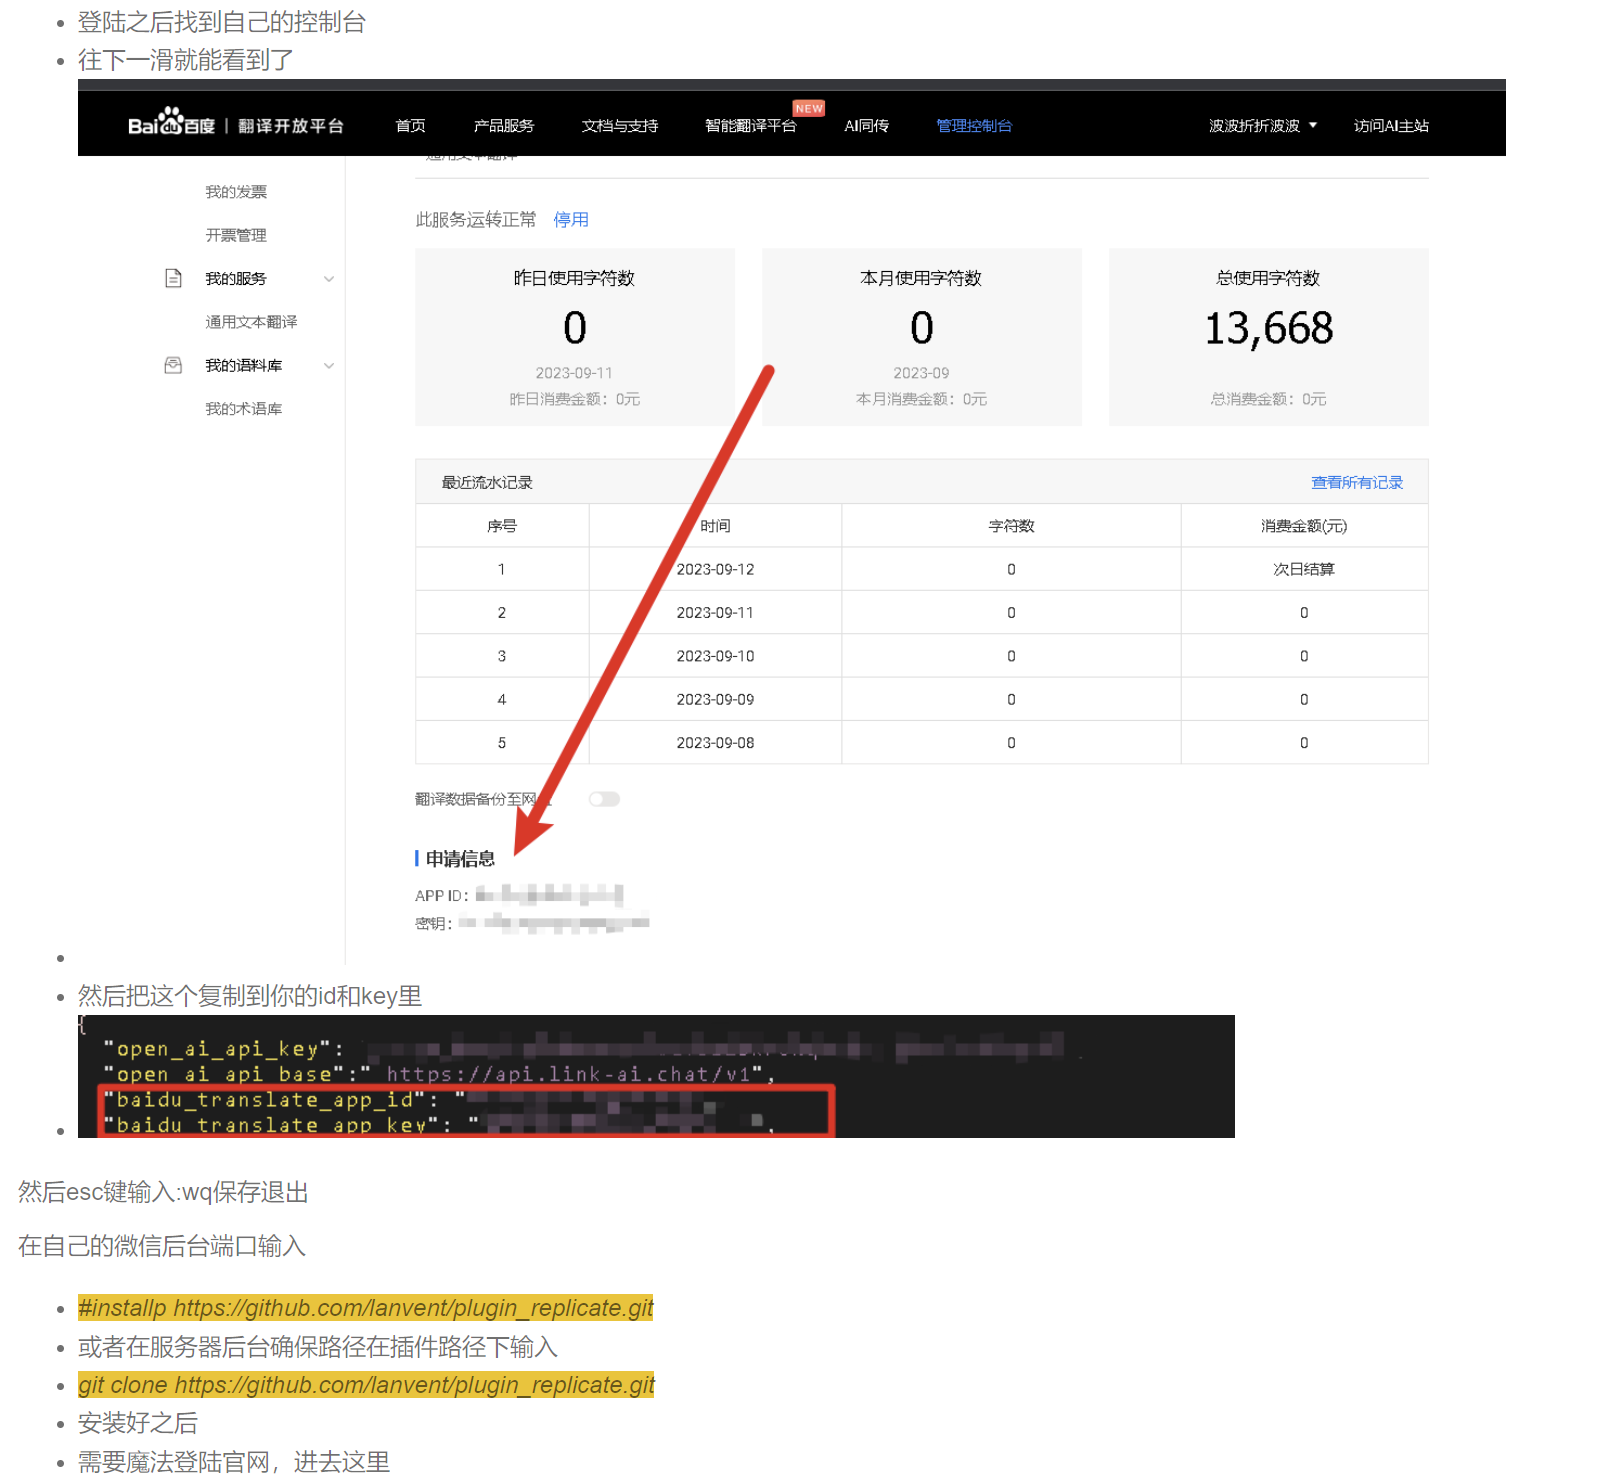 登陆之后找到自己的控制台
往下一滑就能看到了
Bai du 百度 | 翻译开放平台 首页 产品服务 文档与支持 智能翻译平台 NEW AI同传 管理控制台 波波折折波波 访问AI主站
通用文本翻译
我的发票
此服务运转正常 停用
开票管理
我的服务
昨日使用字符数 本月使用字符数 总使用字符数
通用文本翻译
0 0 13,668
我的语料库
2023-09-11 2023-09
昨日消费金额：0元 本月消费金额：0元 总消费金额：0元
我的术语库
最近流水记录 查看所有记录
序号 时间 字符数 消费金额(元)
1 2023-09-12 0 次日结算
2 2023-09-11 0 0
3 2023-09-10 0 0
4 2023-09-09 0 0
5 2023-09-08 0 0
翻译数据备份至网
申请信息
APP ID：
密钥：
然后把这个复制到你的id和key里
{
"open_ai_api_key":
"open_ai_api_base":" https://api.link-ai.chat/v1",
"baidu_translate_app_id": "
"baidu_translate_app_key": " ,
然后esc键输入:wq保存退出
在自己的微信后台端口输入
#installp https://github.com/lanvent/plugin_replicate.git
或者在服务器后台确保路径在插件路径下输入
git clone https://github.com/lanvent/plugin_replicate.git
安装好之后
需要魔法登陆官网，进去这里